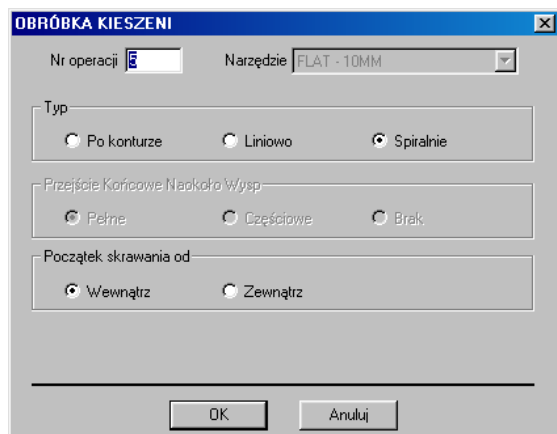 OBRÓBKA KIESZENI
Nr operacji 5 Narzędzie FLAT - 10MM
Typ
Po konturze Liniowo Spiralnie
Przejście Końcowe Naokoło Wysp
Pełne Częściowe Brak
Początek skrawania od
Wewnątrz Zewnątrz
OK Anuluj